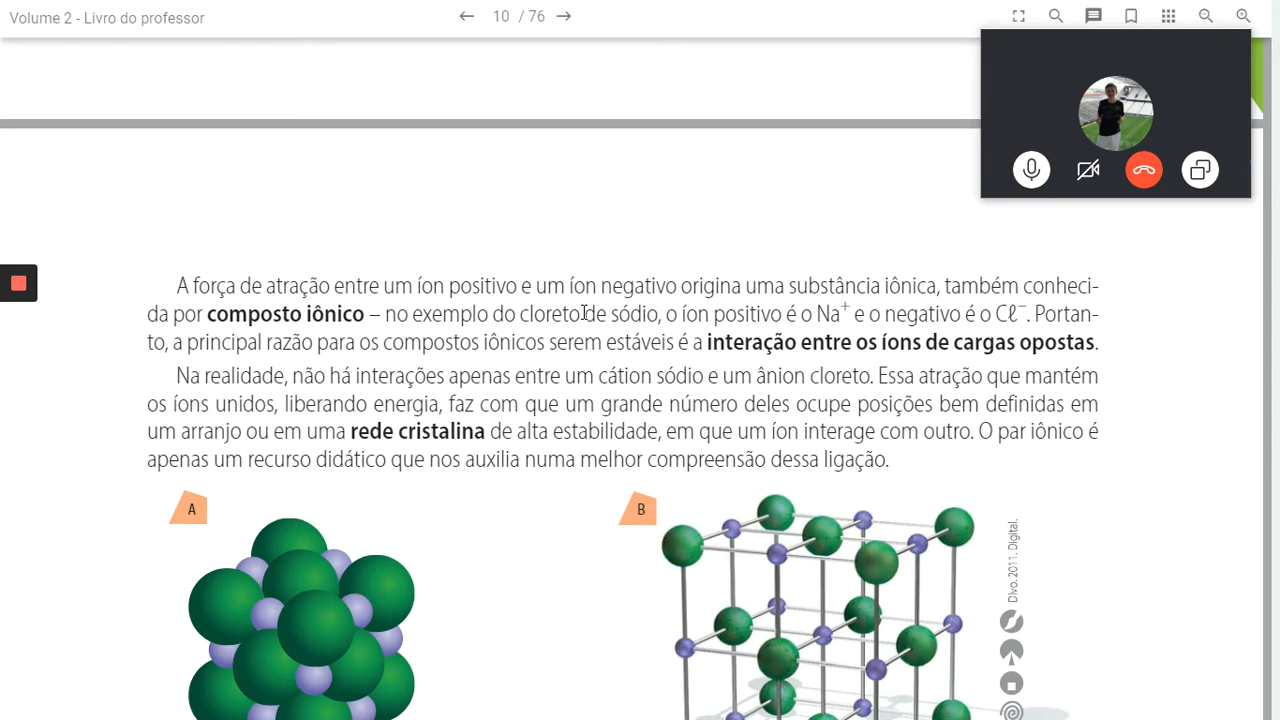 Volume 2 - Livro do professor
10 / 76
A força de atração entre um íon positivo e um íon negativo origina uma substância iônica, também conheci-
da por composto iônico – no exemplo do cloreto de sódio, o íon positivo é o Na⁺ e o negativo é o Cℓ⁻. Portan-
to, a principal razão para os compostos iônicos serem estáveis é a interação entre os íons de cargas opostas.
Na realidade, não há interações apenas entre um cátion sódio e um ânion cloreto. Essa atração que mantém
os íons unidos, liberando energia, faz com que um grande número deles ocupe posições bem definidas em
um arranjo ou em uma rede cristalina de alta estabilidade, em que um íon interage com outro. O par iônico é
apenas um recurso didático que nos auxilia numa melhor compreensão dessa ligação.
A
B
Divo. 2011. Digital.